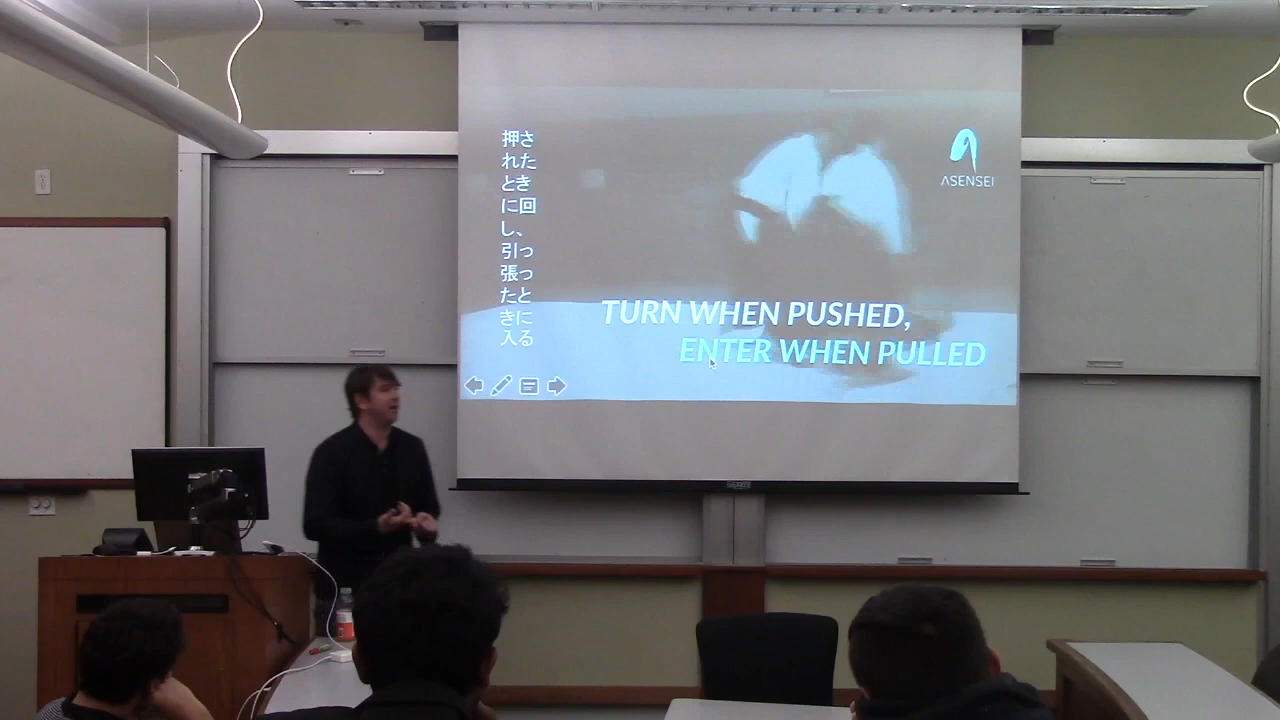 押されたときに回し、引っ張ったときに入る
ASENSEI
TURN WHEN PUSHED,
ENTER WHEN PULLED